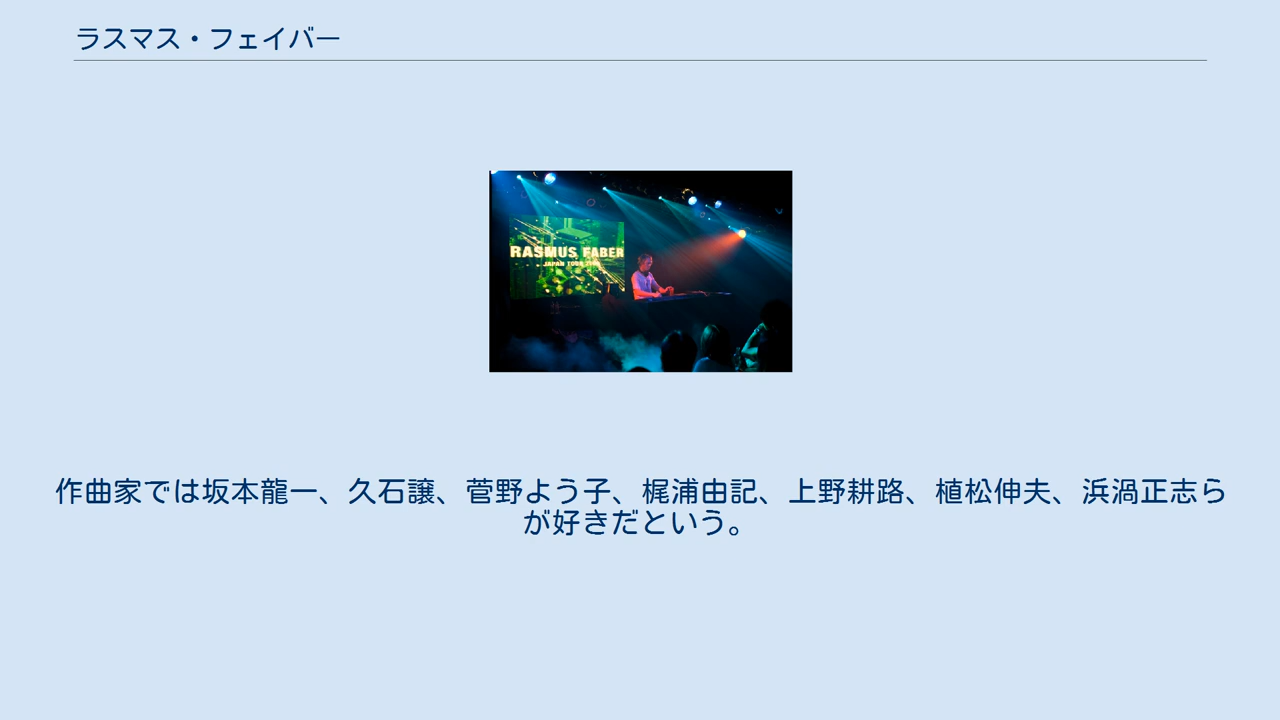 ラスマス・フェイバー
RASMUS FABER
JAPAN TOUR
作曲家では坂本龍一、久石譲、菅野よう子、梶浦由記、上野耕路、植松伸夫、浜渦正志ら
が好きだという。